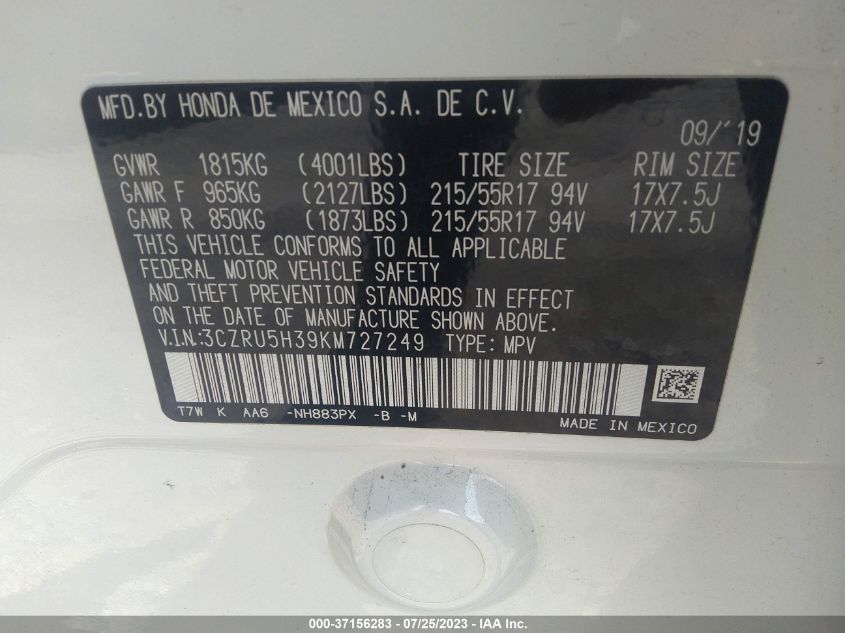 MFD.BY HONDA DE MEXICO S.A. DE C.V.
09/'19
GVWR 1815KG (4001LBS) TIRE SIZE RIM SIZE
GAWR F 965KG (2127LBS) 215/55R17 94V 17X7.5J
GAWR R 850KG (1873LBS) 215/55R17 94V 17X7.5J
THIS VEHICLE CONFORMS TO ALL APPLICABLE
FEDERAL MOTOR VEHICLE SAFETY
AND THEFT PREVENTION STANDARDS IN EFFECT
ON THE DATE OF MANUFACTURE SHOWN ABOVE.
V.I.N.:3CZRU5H39KM727249 TYPE: MPV
T7W K AA6 -NH883PX -B -M
MADE IN MEXICO
000-37156283 - 07/25/2023 - IAA Inc.